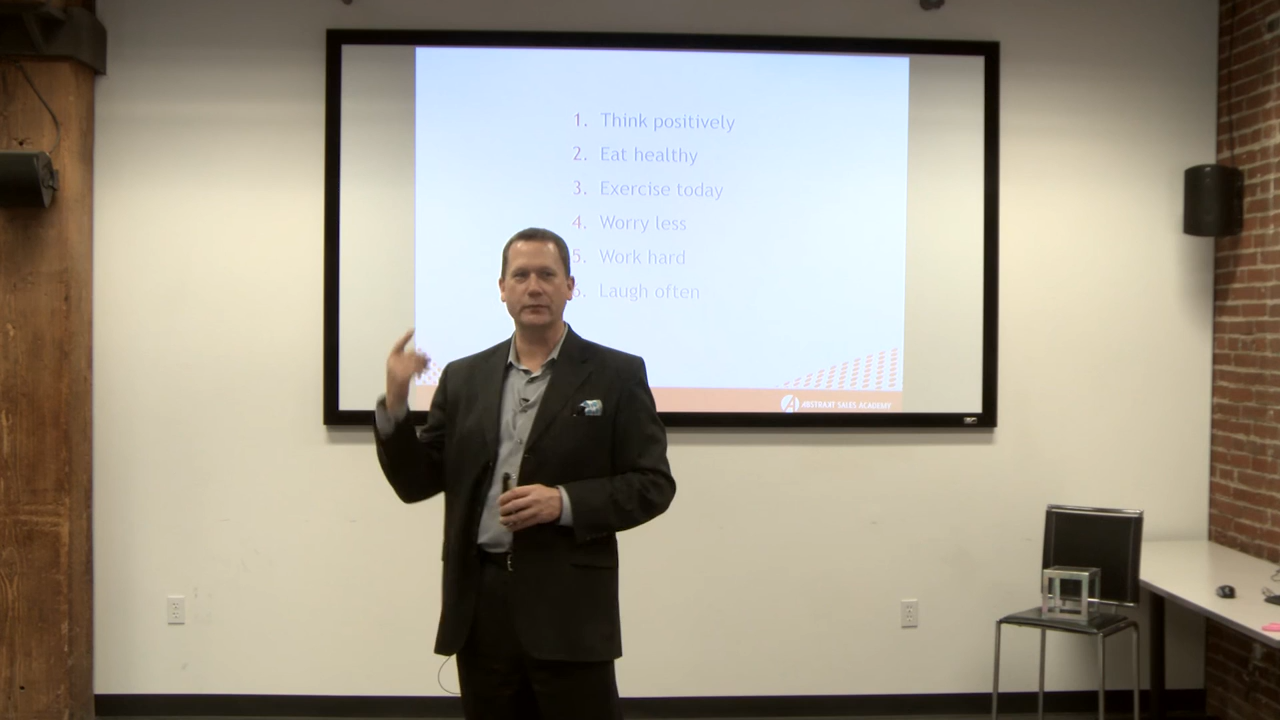 1. Think positively
2. Eat healthy
3. Exercise today
4. Worry less
5. Work hard
6. Laugh often
ABSTRAKT SALES ACADEMY